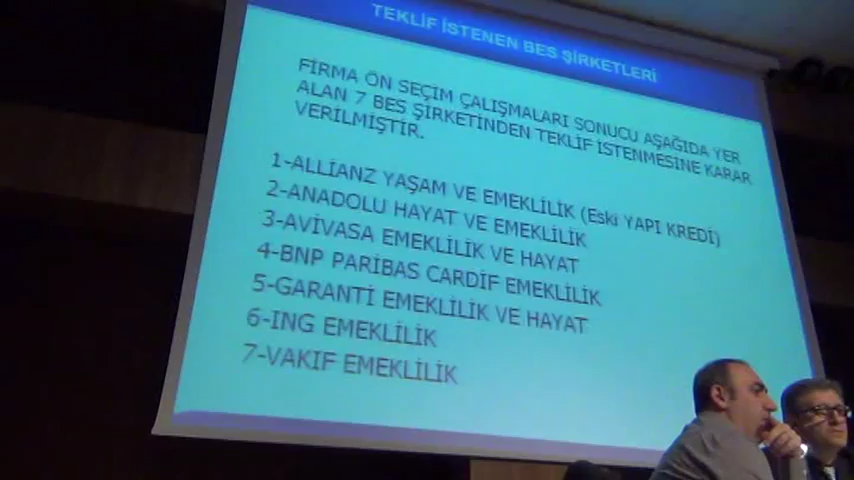 TEKLİF İSTENEN BES ŞİRKETLERİ
FİRMA ÖN SEÇİM ÇALIŞMALARI SONUCU AŞAĞIDA YER
ALAN 7 BES ŞİRKETİNDEN TEKLİF İSTENMESİNE KARAR
VERİLMİŞTİR.
1-ALLİANZ YAŞAM VE EMEKLİLİK (Eski YAPI KREDİ)
2-ANADOLU HAYAT VE EMEKLİLİK
3-AVİVASA EMEKLİLİK VE HAYAT
4-BNP PARİBAS CARDİF EMEKLİLİK
5-GARANTİ EMEKLİLİK VE HAYAT
6-ING EMEKLİLİK
7-VAKIF EMEKLİLİK